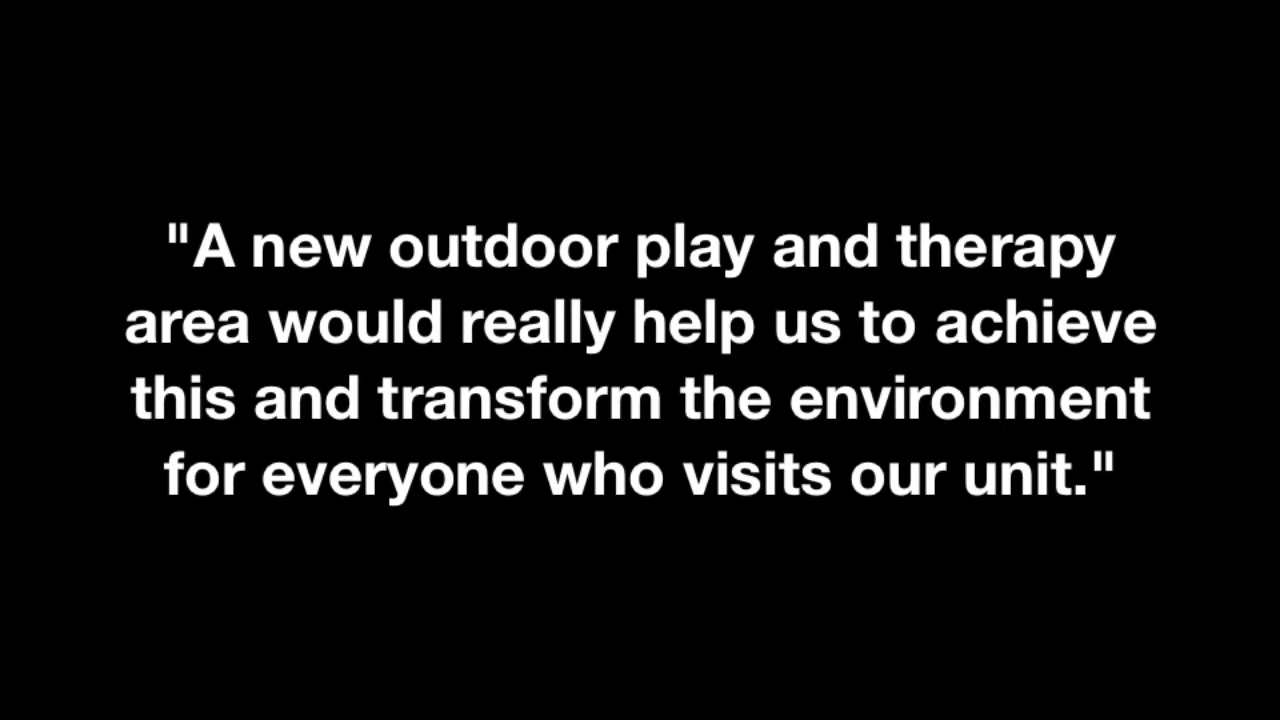 "A new outdoor play and therapy
area would really help us to achieve
this and transform the environment
for everyone who visits our unit."